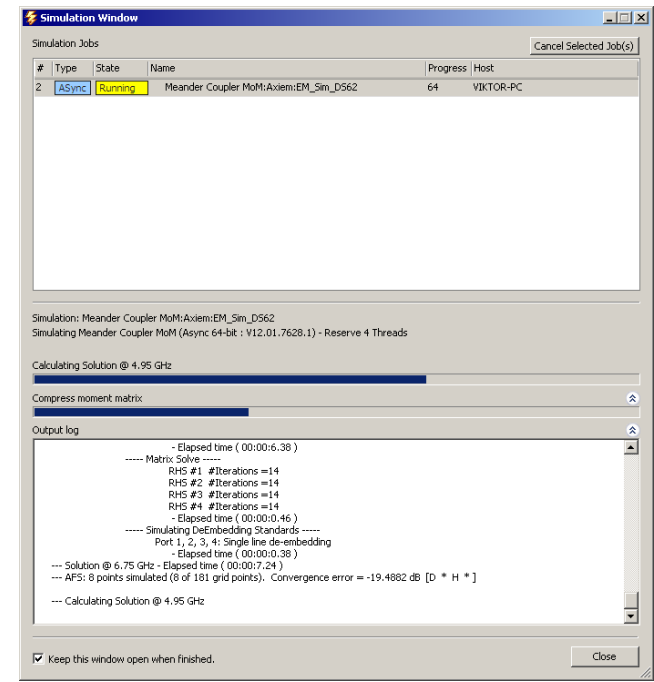 Simulation Window
Simulation Jobs
Cancel Selected Job(s)
# Type State Name Progress Host
2 ASync Running Meander Coupler MoM:Axiem:EM_Sim_DS62 64 VIKTOR-PC
Simulation: Meander Coupler MoM:Axiem:EM_Sim_DS62
Simulating Meander Coupler MoM (Async 64-bit : V12.01.7628.1) - Reserve 4 Threads
Calculating Solution @ 4.95 GHz
Compress moment matrix
Output log
- Elapsed time ( 00:00:6.38 )
----- Matrix Solve -----
RHS #1 #Iterations =14
RHS #2 #Iterations =14
RHS #3 #Iterations =14
RHS #4 #Iterations =14
- Elapsed time ( 00:00:0.46 )
----- Simulating DeEmbedding Standards -----
Port 1, 2, 3, 4: Single line de-embedding
- Elapsed time ( 00:00:0.38 )
--- Solution @ 6.75 GHz - Elapsed time ( 00:00:7.24 )
--- AFS: 8 points simulated (8 of 181 grid points). Convergence error = -19.4882 dB [D * H * ]
--- Calculating Solution @ 4.95 GHz
Keep this window open when finished.
Close